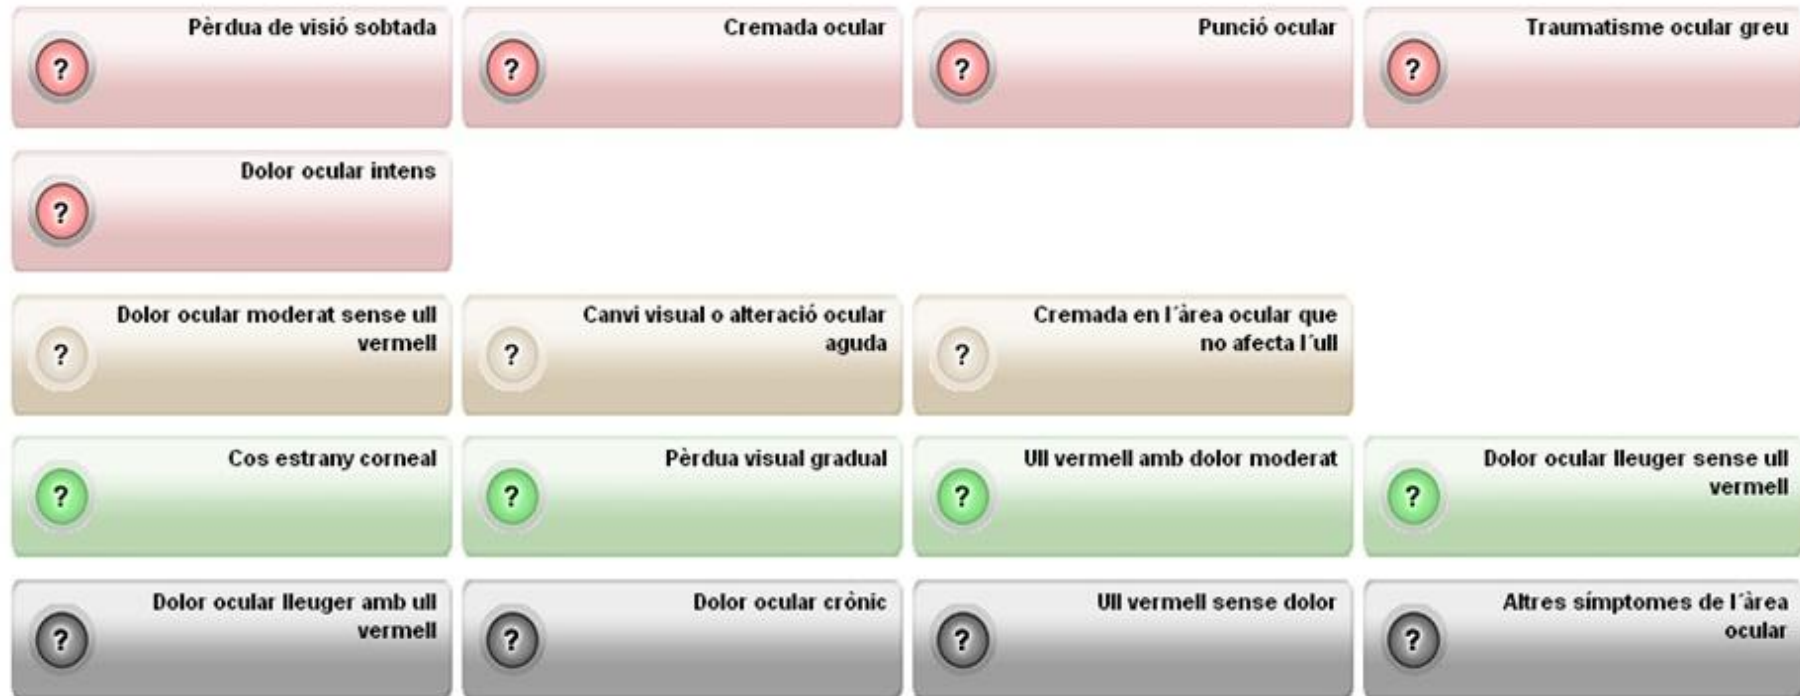 Pèrdua de visió sobtada
?
Cremada ocular
?
Punció ocular
?
Traumatisme ocular greu
?
Dolor ocular intens
?
Dolor ocular moderat sense ull
vermell
?
Canvi visual o alteració ocular
aguda
?
Cremada en l´àrea ocular que
no afecta l´ull
?
Cos estrany corneal
?
Pèrdua visual gradual
?
Ull vermell amb dolor moderat
?
Dolor ocular lleuger sense ull
vermell
?
Dolor ocular lleuger amb ull
vermell
?
Dolor ocular crònic
?
Ull vermell sense dolor
?
Altres símptomes de l´àrea
ocular
?